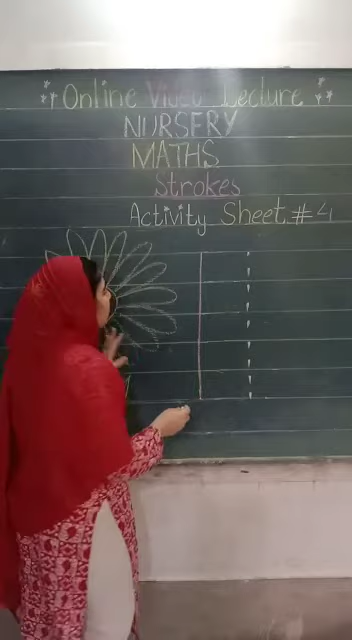 Online Video Lecture
NURSERY
MATHS
Strokes
Activity Sheet #4